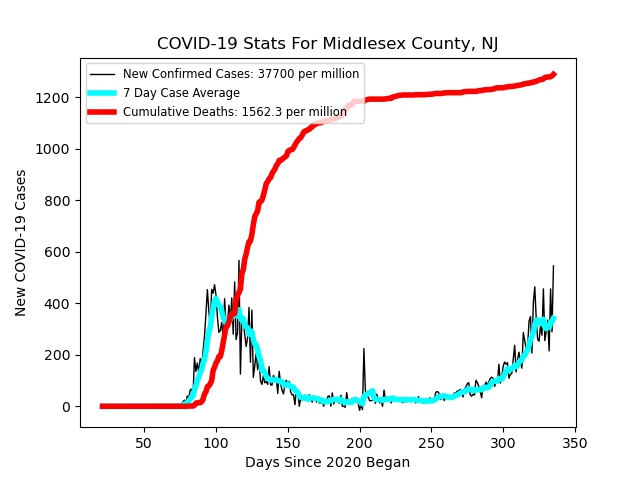 COVID-19 Stats For Middlesex County, NJ
New Confirmed Cases: 37700 per million
7 Day Case Average
Cumulative Deaths: 1562.3 per million
New COVID-19 Cases
1200
1000
800
600
400
200
0
50
100
150
200
250
300
350
Days Since 2020 Began